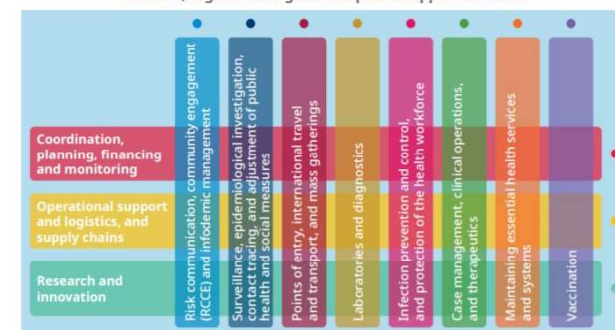 Risk communication, community engagement
(RCCE) and infodemic management
Surveillance, epidemiological investigation,
contact tracing, and adjustment of public
health and social measures
Points of entry, international travel
and transport, and mass gatherings
Laboratories and diagnostics
Infection prevention and control,
and protection of the health workforce
Case management, clinical operations,
and therapeutics
Maintaining essential health services
and systems
Vaccination
Coordination,
planning, financing
and monitoring
Operational support
and logistics, and
supply chains
Research and
innovation